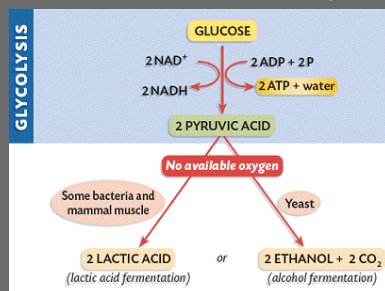 GLYCOLYSIS
GLUCOSE
2 NAD⁺
2 ADP + 2 P
2 NADH
2 ATP + water
2 PYRUVIC ACID
No available oxygen
Some bacteria and
mammal muscle
Yeast
2 LACTIC ACID
or
2 ETHANOL + 2 CO₂
(lactic acid fermentation)
(alcohol fermentation)